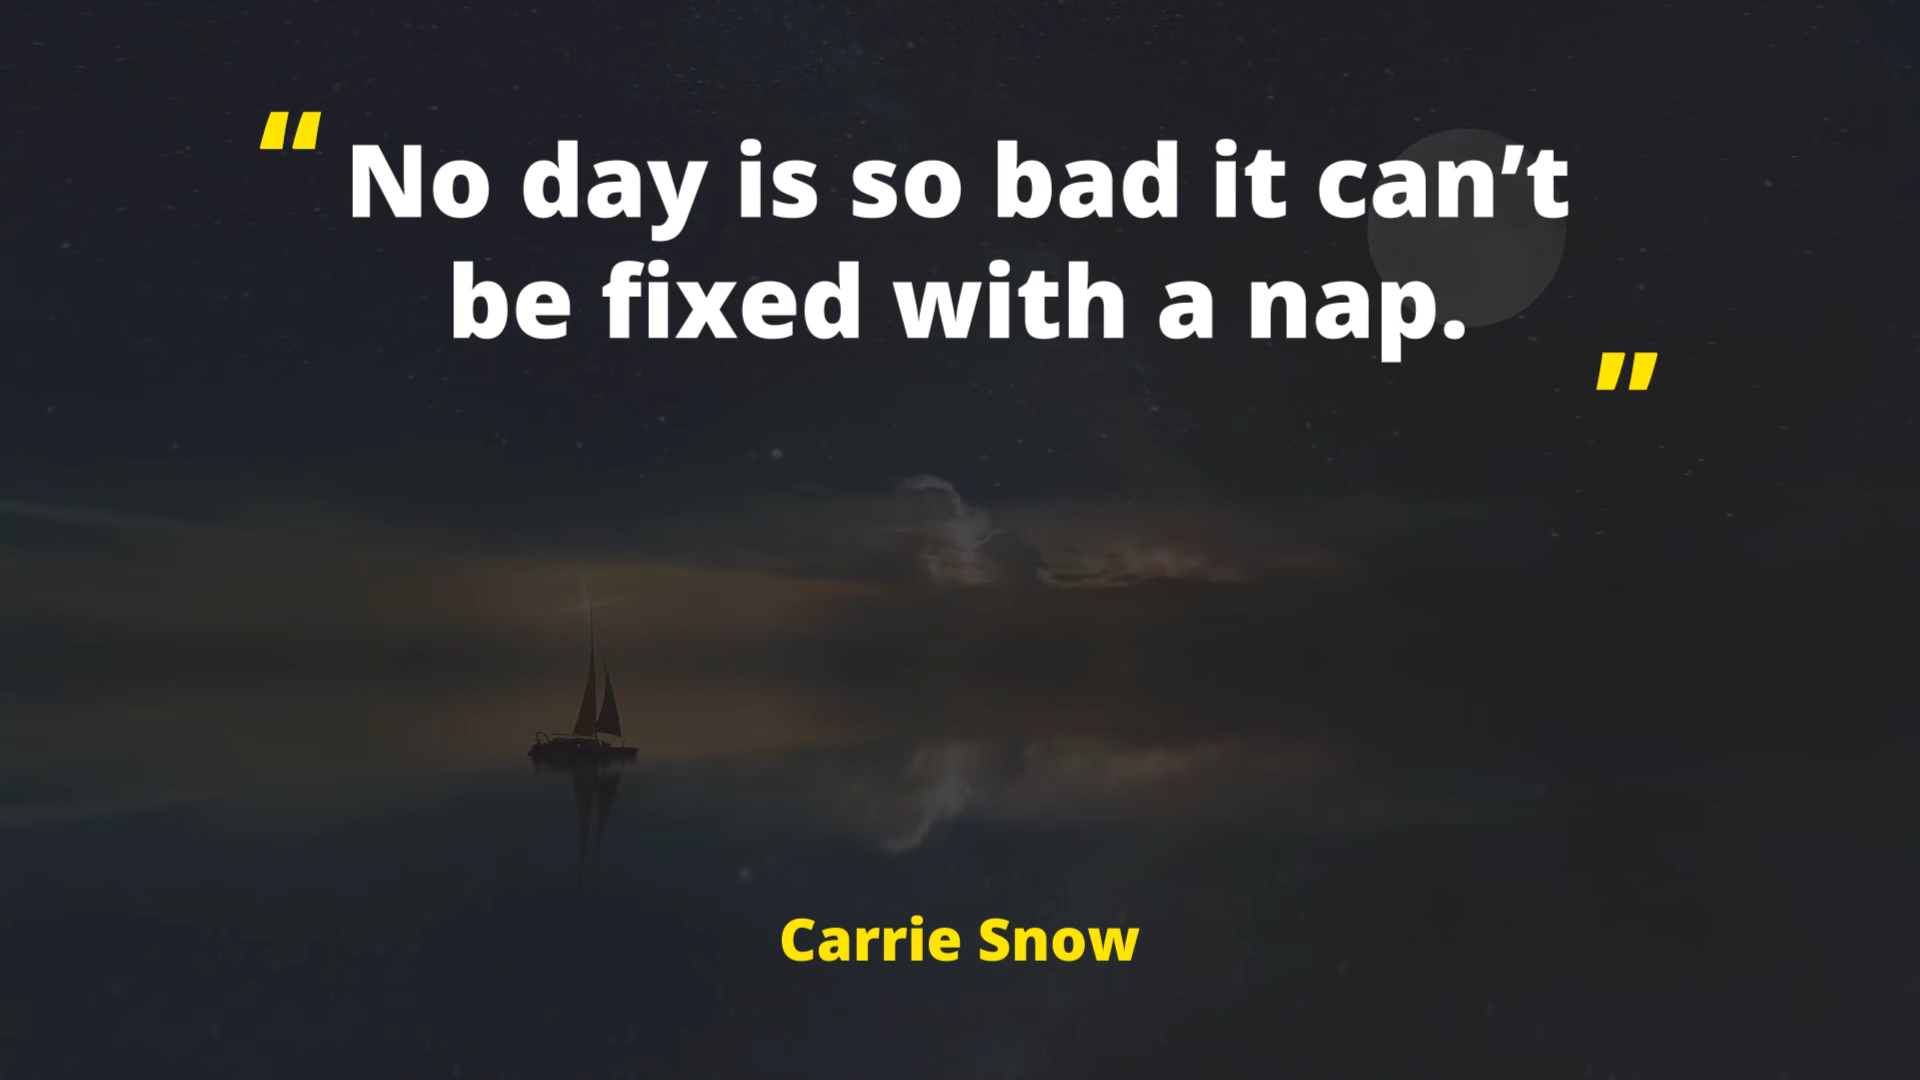 “No day is so bad it can’t
be fixed with a nap.”
Carrie Snow